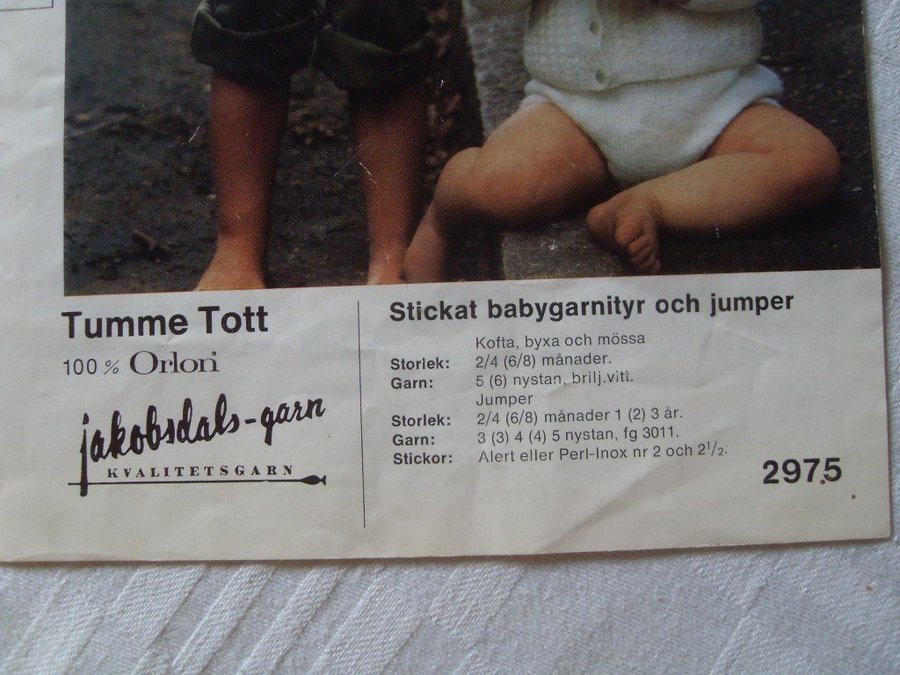 Tumme Tott
100 % Orlon
jakobsdals-garn
KVALITETSGARN
Stickat babygarnityr och jumper
Kofta, byxa och mössa
Storlek: 2/4 (6/8) månader.
Garn: 5 (6) nystan, brilj.vitt.
Jumper
Storlek: 2/4 (6/8) månader 1 (2) 3 år.
Garn: 3 (3) 4 (4) 5 nystan, fg 3011.
Stickor: Alert eller Perl-Inox nr 2 och 2 1/2.
2975